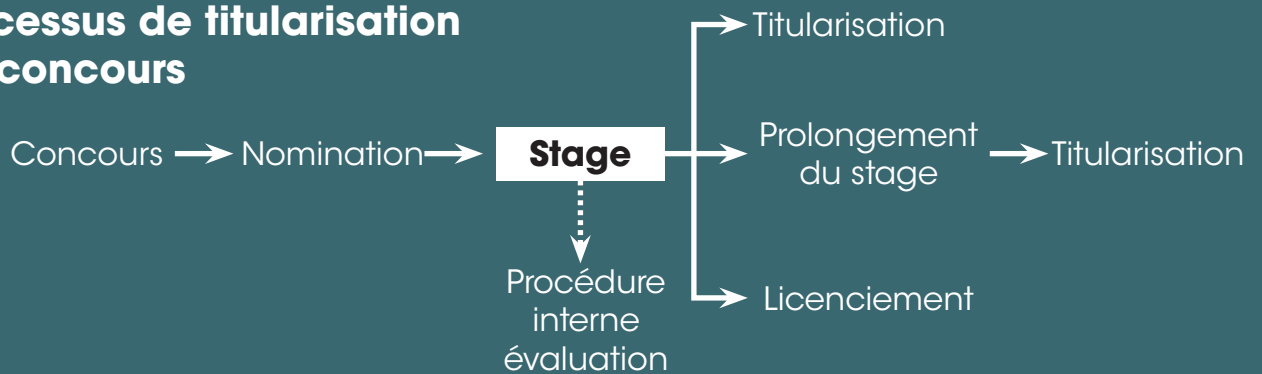 cessus de titularisation
concours
Titularisation
Concours
Nomination
Stage
Prolongement
du stage
Titularisation
Procédure
interne
évaluation
Licenciement